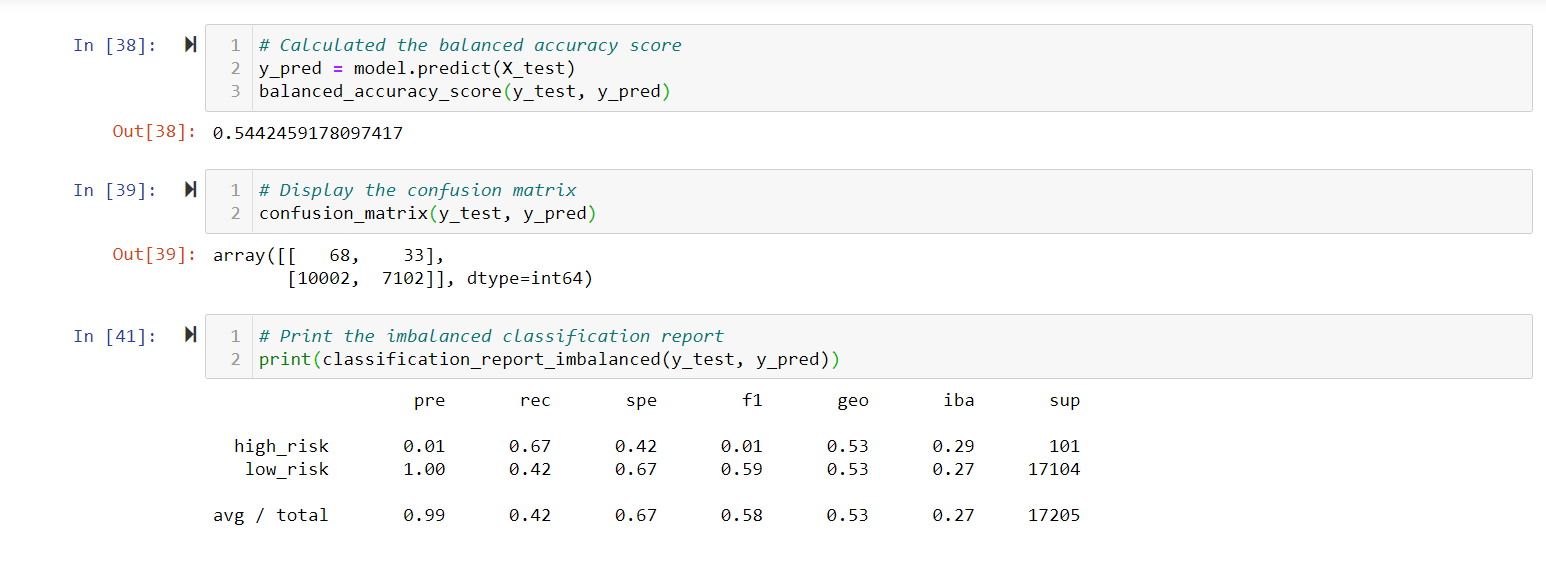 In [38]: 1 # Calculated the balanced accuracy score
2 y_pred = model.predict(X_test)
3 balanced_accuracy_score(y_test, y_pred)
Out[38]: 0.5442459178097417
In [39]: 1 # Display the confusion matrix
2 confusion_matrix(y_test, y_pred)
Out[39]: array([[   68,    33],
       [10002,  7102]], dtype=int64)
In [41]: 1 # Print the imbalanced classification report
2 print(classification_report_imbalanced(y_test, y_pred))
pre       rec       spe        f1       geo       iba       sup
high_risk       0.01      0.67      0.42      0.01      0.53      0.29       101
low_risk       1.00      0.42      0.67      0.59      0.53      0.27     17104
avg / total       0.99      0.42      0.67      0.58      0.53      0.27     17205